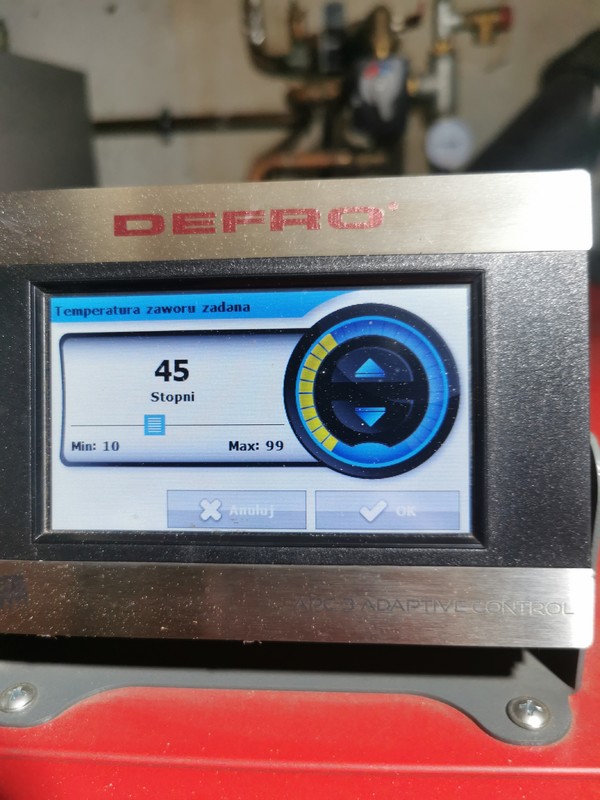 DEFRO
Temperatura zaworu zadana
45
Stopni
Min: 10
Max: 99
Anuluj
OK
ADAPTIVE CONTROL